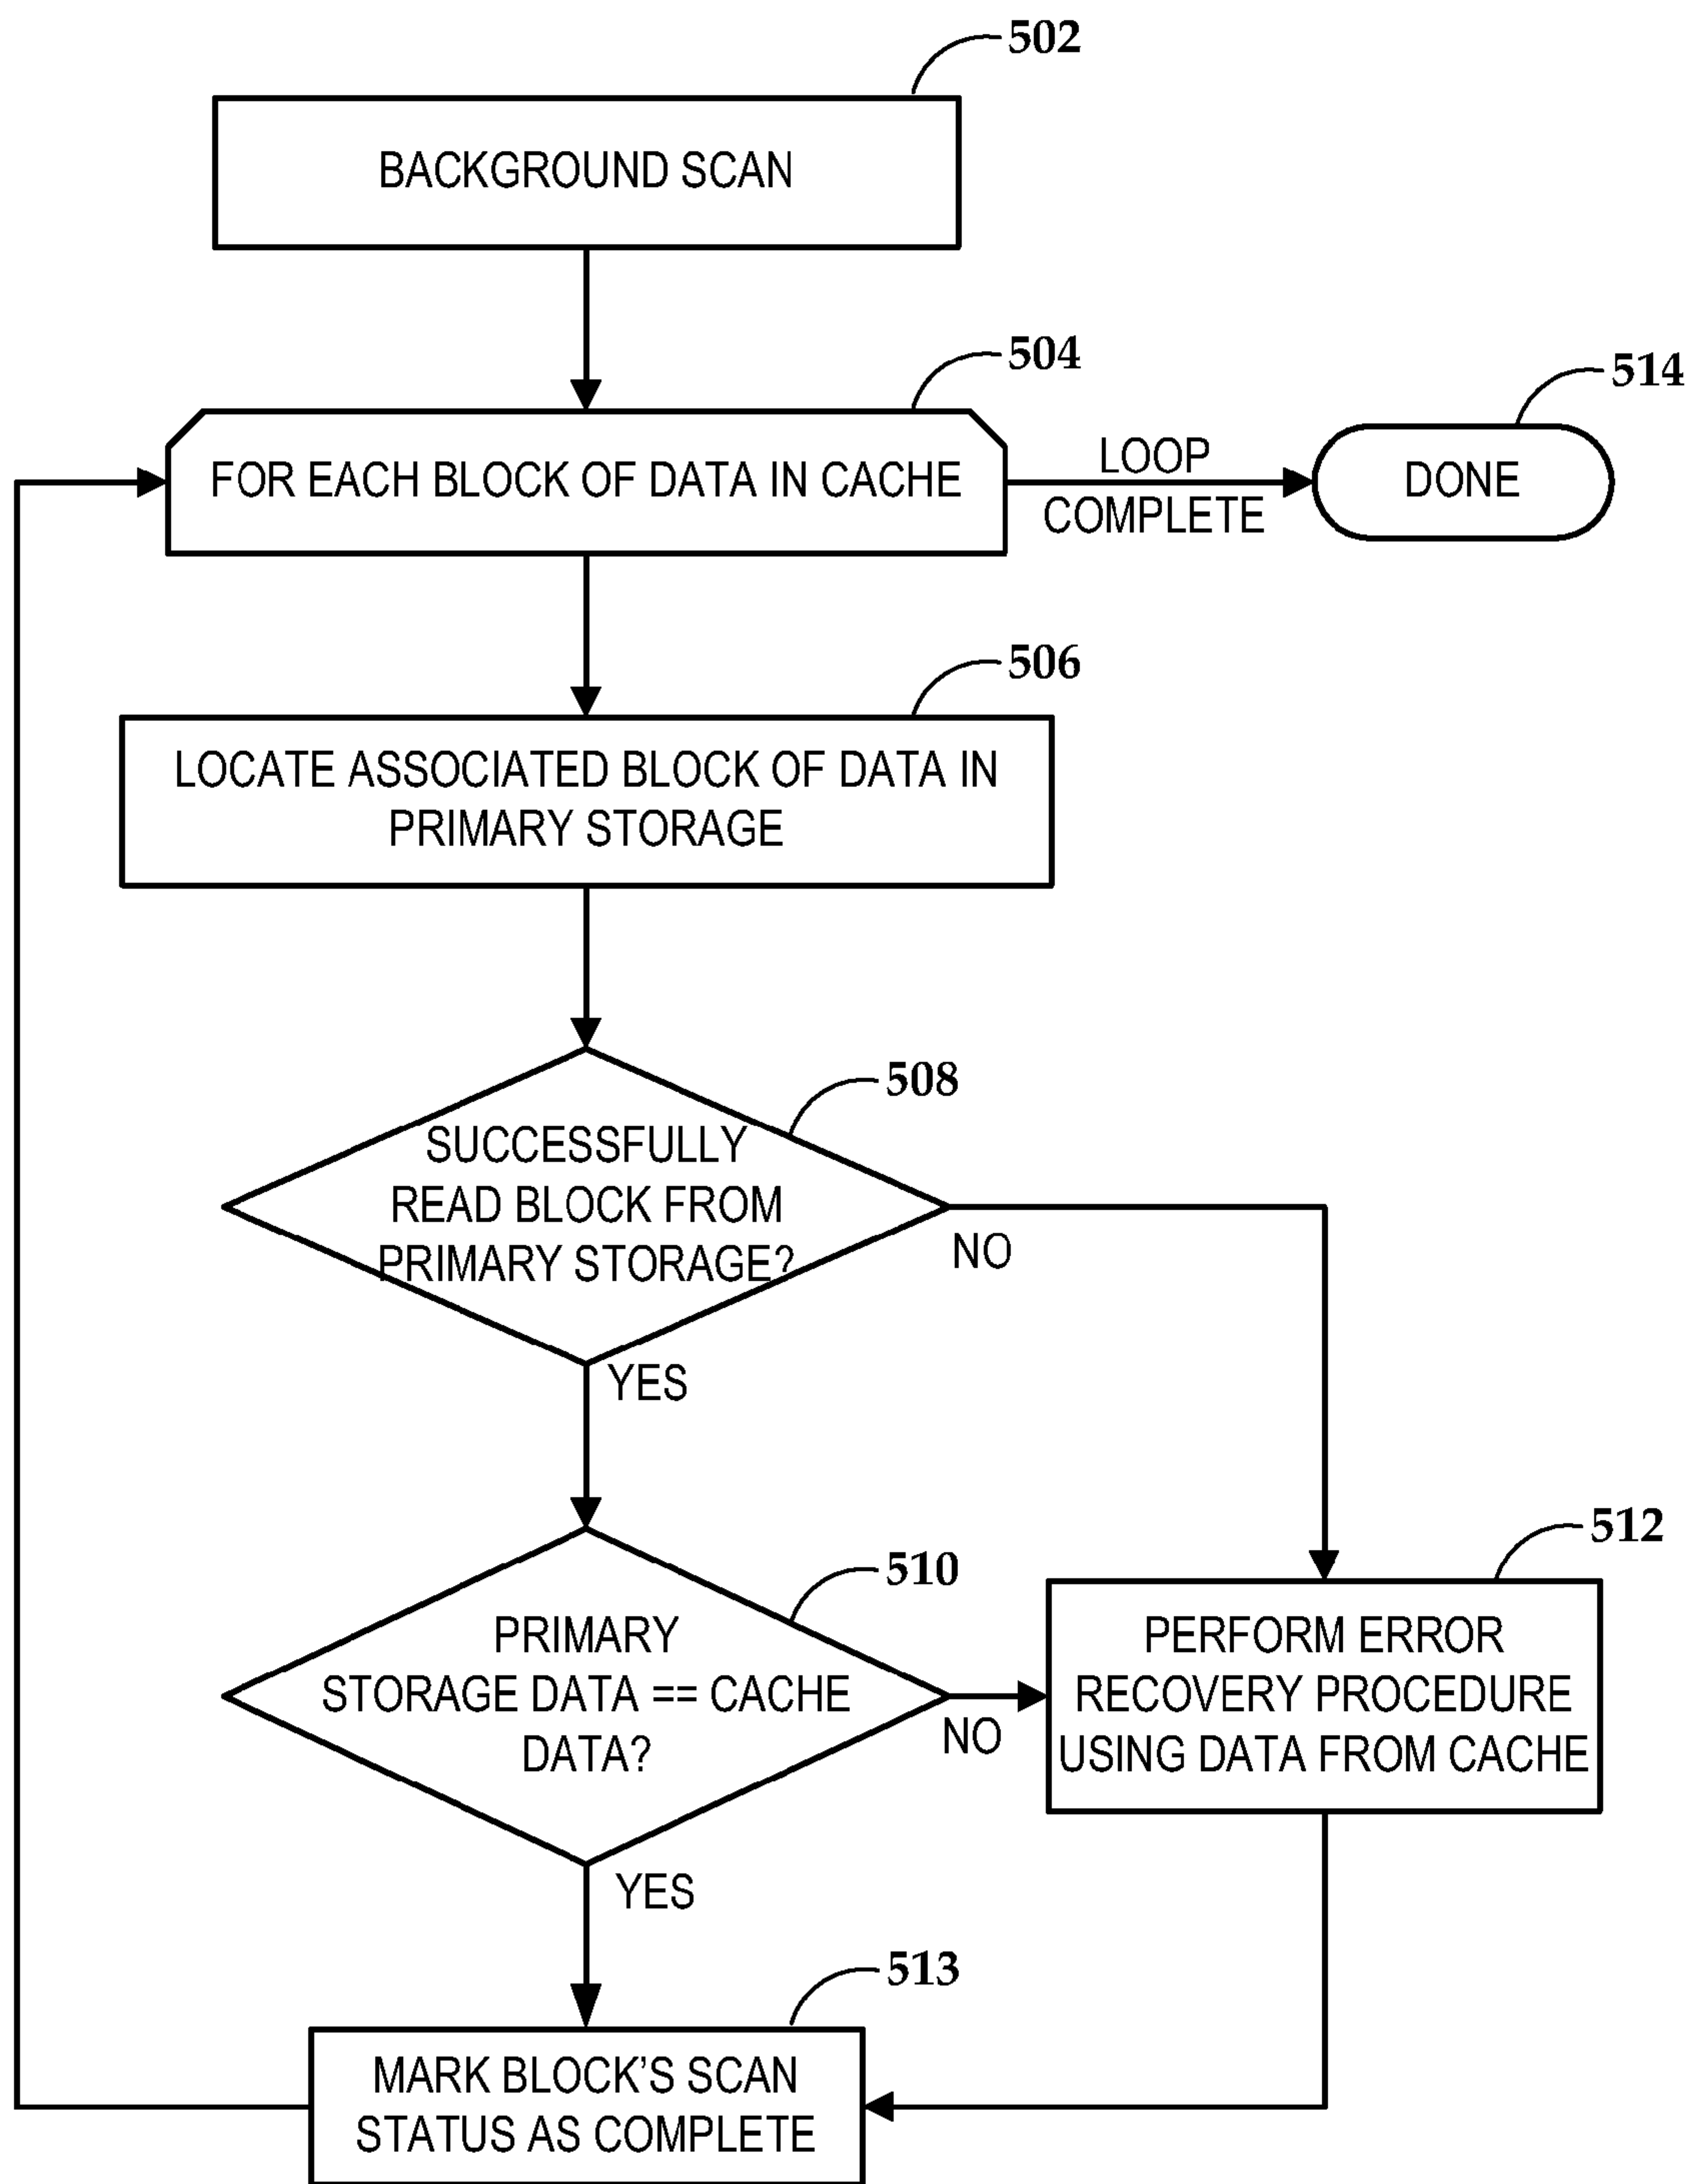 502
BACKGROUND SCAN
504
514
FOR EACH BLOCK OF DATA IN CACHE
LOOP
COMPLETE
DONE
506
LOCATE ASSOCIATED BLOCK OF DATA IN
PRIMARY STORAGE
508
SUCCESSFULLY
READ BLOCK FROM
PRIMARY STORAGE?
NO
YES
510
512
PRIMARY
STORAGE DATA == CACHE
DATA?
NO
PERFORM ERROR
RECOVERY PROCEDURE
USING DATA FROM CACHE
YES
513
MARK BLOCK’S SCAN
STATUS AS COMPLETE